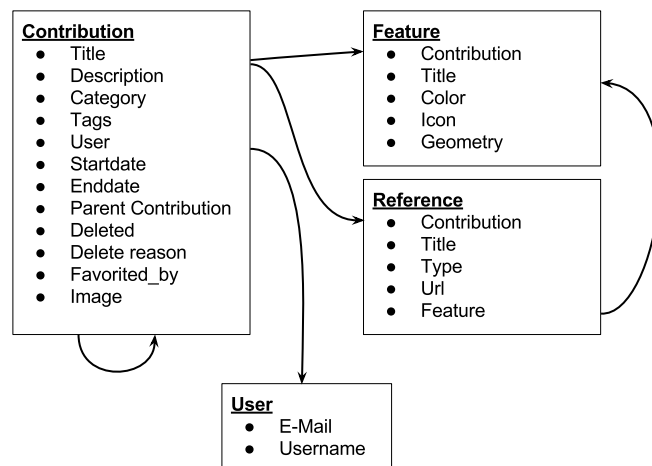 Contribution
● Title
● Description
● Category
● Tags
● User
● Startdate
● Enddate
● Parent Contribution
● Deleted
● Delete reason
● Favorited_by
● Image
Feature
● Contribution
● Title
● Color
● Icon
● Geometry
Reference
● Contribution
● Title
● Type
● Url
● Feature
User
● E-Mail
● Username